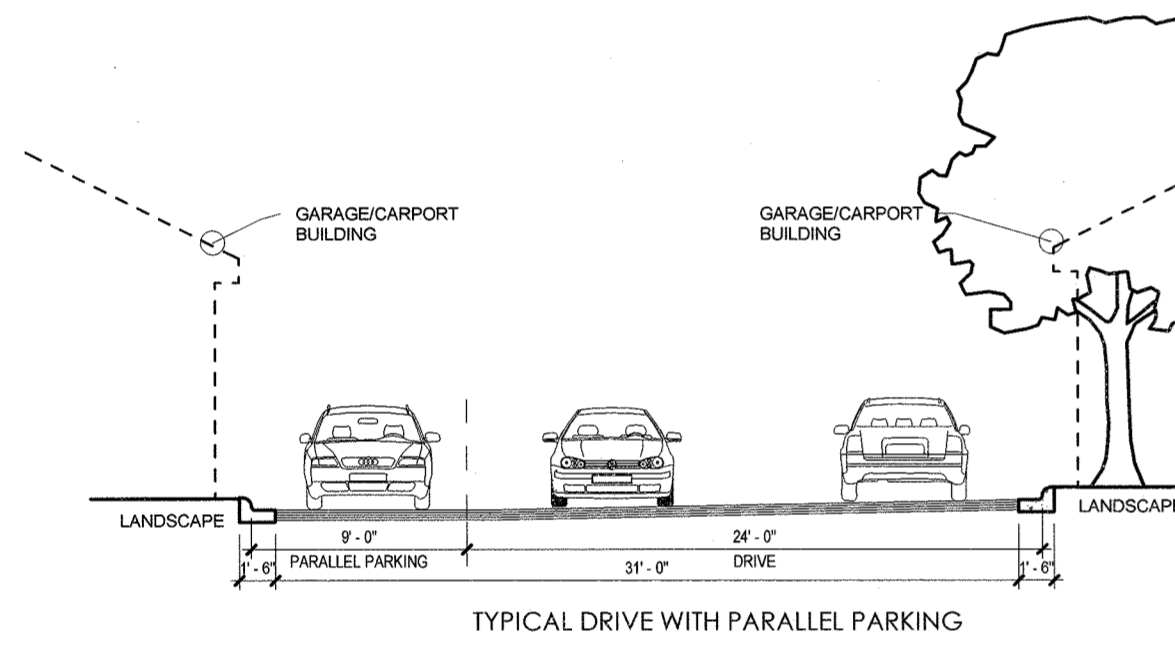 GARAGE/CARPORT
BUILDING
GARAGE/CARPORT
BUILDING
LANDSCAPE
LANDSCAPE
9' - 0"
24' - 0"
PARALLEL PARKING
DRIVE
1' - 6"
31' - 0"
1' - 6"
TYPICAL DRIVE WITH PARALLEL PARKING